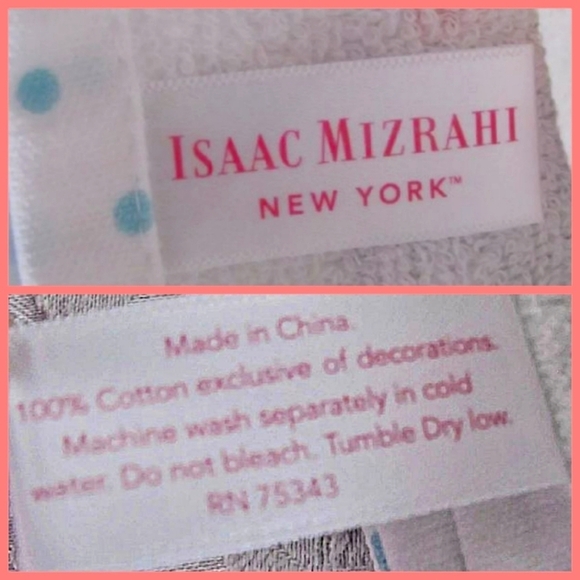 ISAAC MIZRAHI
NEW YORK™
Made in China.
100% Cotton exclusive of decorations.
Machine wash separately in cold
water. Do not bleach. Tumble Dry low.
RN 75343